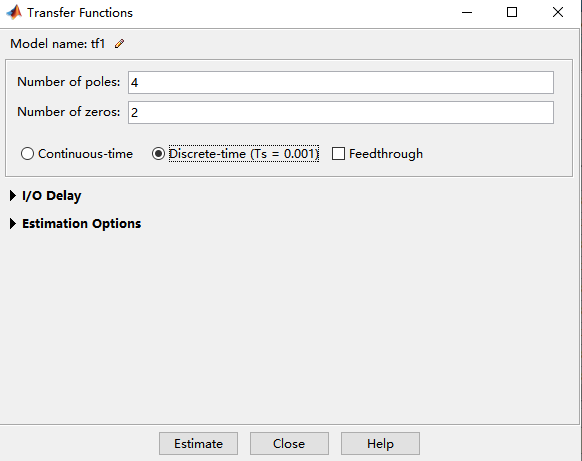 Transfer Functions
Model name: tf1
Number of poles: 4
Number of zeros: 2
Continuous-time Discrete-time (Ts = 0.001) Feedthrough
I/O Delay
Estimation Options
Estimate Close Help